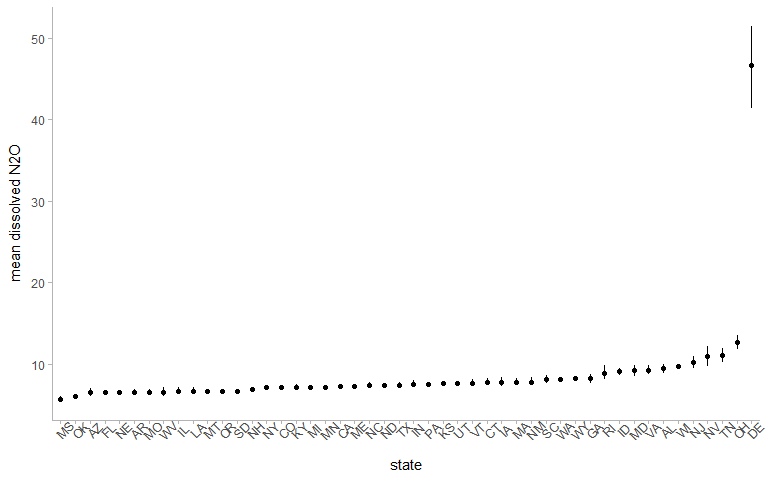 50
40
30
20
10
mean dissolved N2O
MS OK AZ FL NE AR MO WV IL LA MT OR SD NH NY CO KY MI MN CA ME NC ND TX IN PA KS UT VT CT IA MA NM SC WA WY GA RI ID MD VA AL WI NJ NV TN OH DE
state